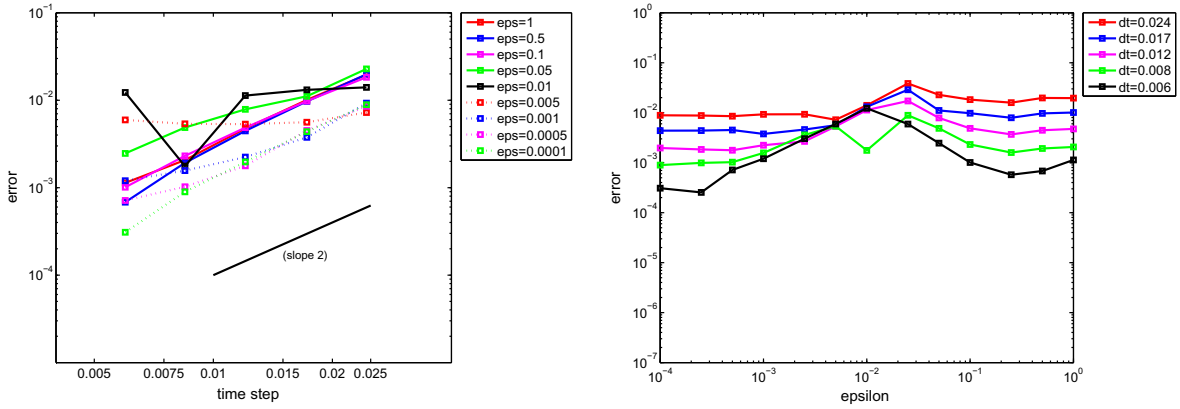 10^-1
10^-2
10^-3
10^-4
error
0.005
0.0075
0.01
0.015
0.02
0.025
time step
(slope 2)
eps=1
eps=0.5
eps=0.1
eps=0.05
eps=0.01
eps=0.005
eps=0.001
eps=0.0005
eps=0.0001
10^0
10^-1
10^-2
10^-3
10^-4
10^-5
10^-6
10^-7
error
10^-4
10^-3
10^-2
10^-1
10^0
epsilon
dt=0.024
dt=0.017
dt=0.012
dt=0.008
dt=0.006